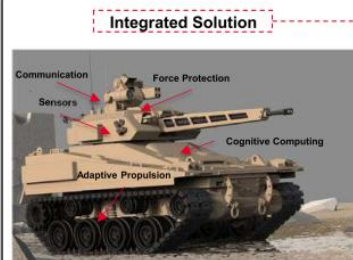 Integrated Solution
Communication
Force Protection
Sensors
Cognitive Computing
Adaptive Propulsion